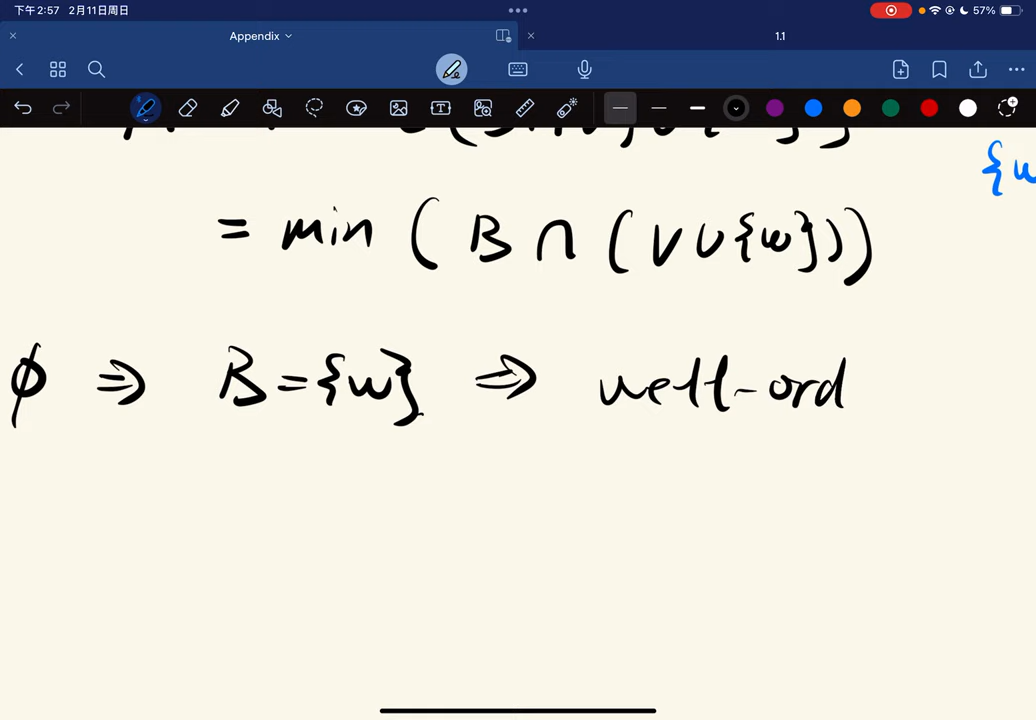 下午2:57 2月11日周日
57%
Appendix
1.1
{w
= min ( B ∩ ( V ∪ {w} ) )
ϕ ⇒ B = {w} ⇒ well-ord